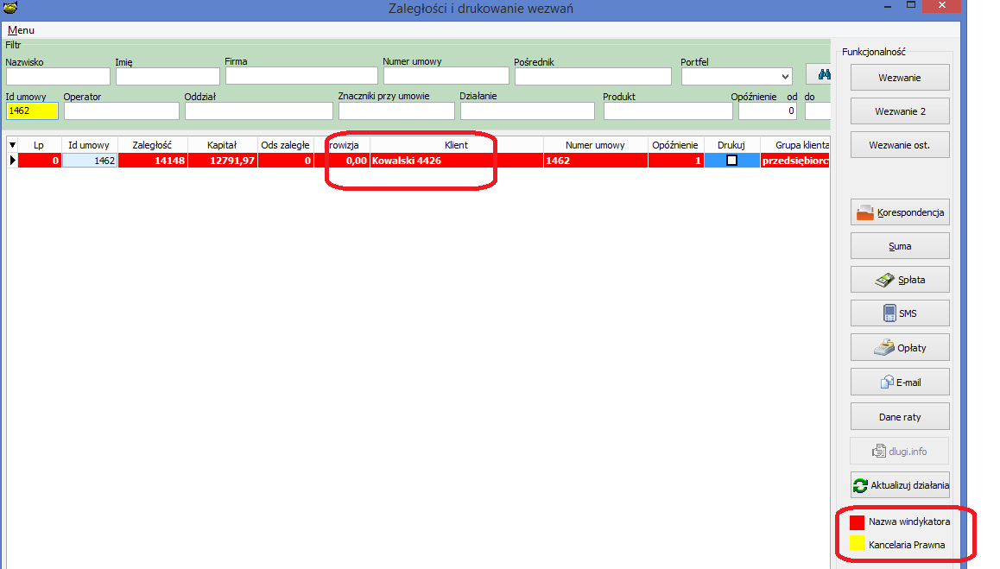 Zaległości i drukowanie wezwań
Menu
Filtr
Nazwisko Imię Firma Numer umowy Pośrednik Portfel
Id umowy Operator Oddział Znaczniki przy umowie Działanie Produkt Opóźnienie od do
1462 0
Lp Id umowy Zaległość Kapitał Ods zaległe rowizja Klient Numer umowy Opóźnienie Drukuj Grupa klienta
0 1462 14148 12791,97 0 0,00 Kowalski 4426 1462 1 przedsiębiorc
Funkcjonalność
Wezwanie
Wezwanie 2
Wezwanie ost.
Korespondencja
Suma
Spłata
SMS
Opłaty
E-mail
Dane raty
dlugi.info
Aktualizuj działania
Nazwa windykatora
Kancelaria Prawna